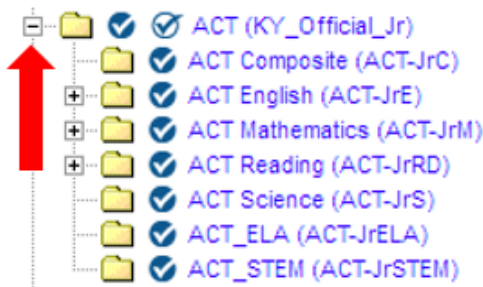 ACT (KY_Official_Jr)
ACT Composite (ACT-JrC)
ACT English (ACT-JrE)
ACT Mathematics (ACT-JrM)
ACT Reading (ACT-JrRD)
ACT Science (ACT-JrS)
ACT_ELA (ACT-JrELA)
ACT_STEM (ACT-JrSTEM)